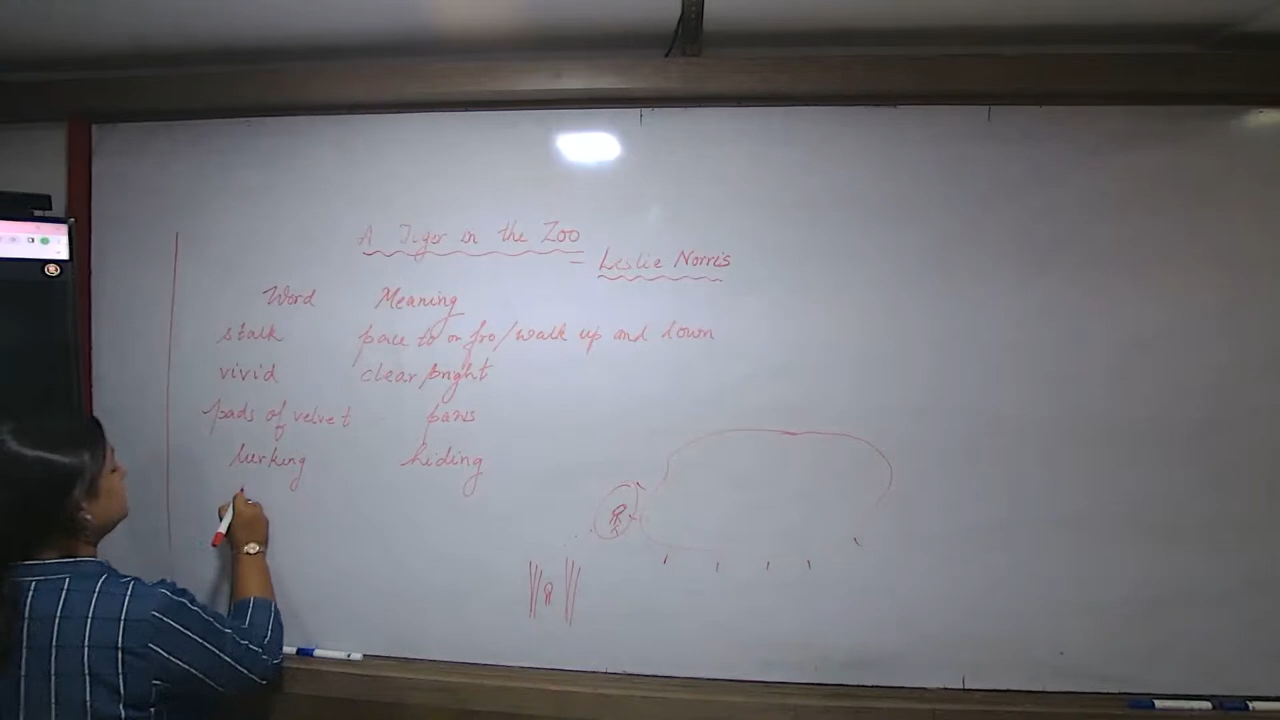 A Tiger in the Zoo
- Leslie Norris
Word Meaning
stalk pace to or fro/walk up and down
vivid clear/bright
pads of velvet paws
lurking hiding